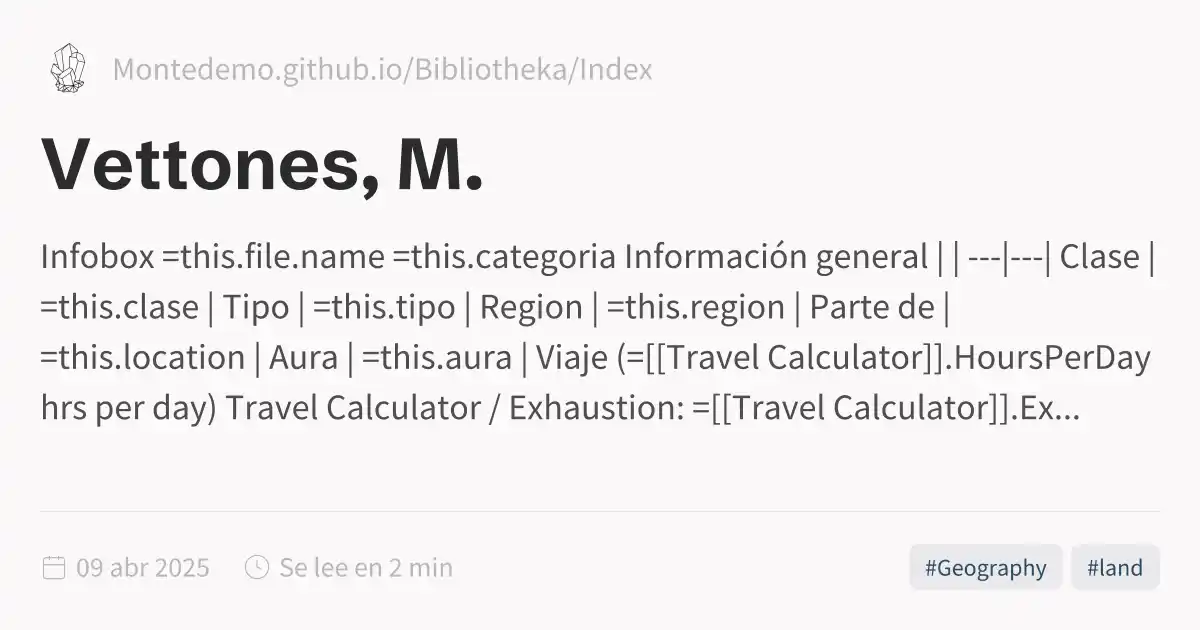 Montedemo.github.io/Bibliotheka/Index
Vettones, M.
Infobox =this.file.name =this.categoria Información general | | ---|---| Clase |
=this.clase | Tipo | =this.tipo | Region | =this.region | Parte de |
=this.location | Aura | =this.aura | Viaje (=[[Travel Calculator]].HoursPerDay
hrs per day) Travel Calculator / Exhaustion: =[[Travel Calculator]].Ex...
09 abr 2025 Se lee en 2 min #Geography #land